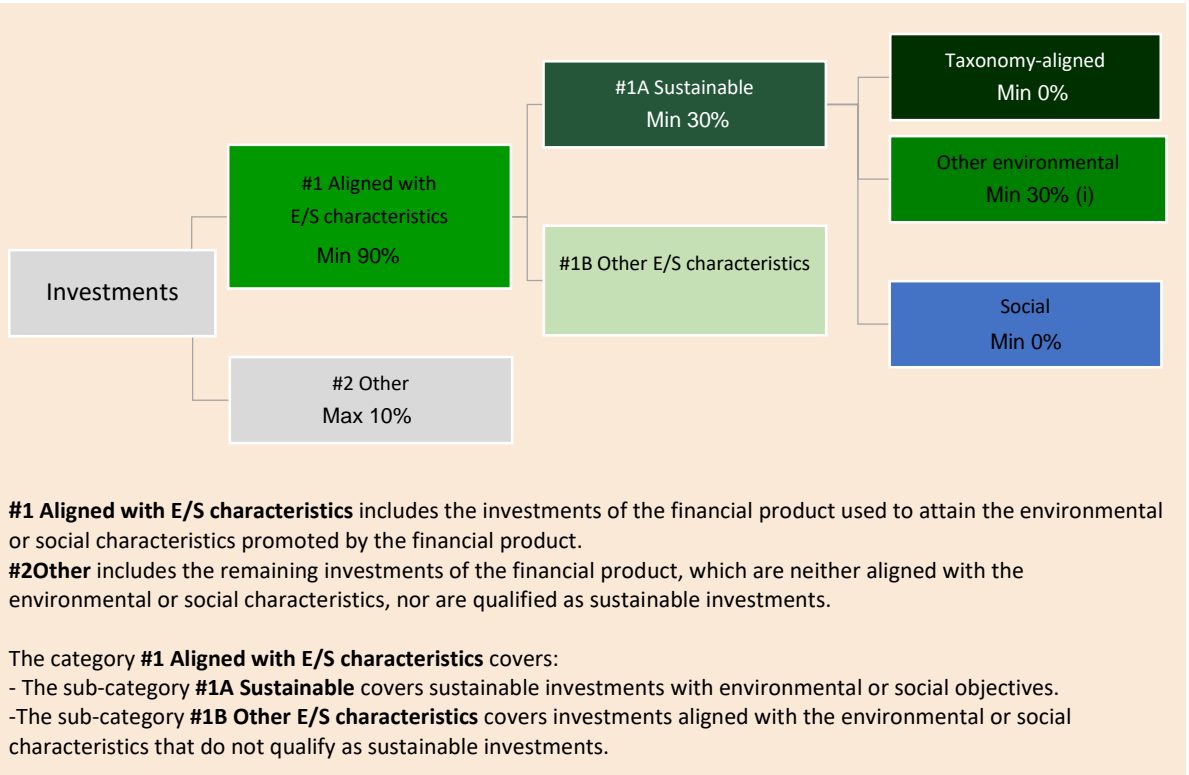 Investments
#1 Aligned with
E/S characteristics
Min 90%
#2 Other
Max 10%
#1A Sustainable
Min 30%
#1B Other E/S characteristics
Taxonomy-aligned
Min 0%
Other environmental
Min 30% (i)
Social
Min 0%
#1 Aligned with E/S characteristics includes the investments of the financial product used to attain the environmental
or social characteristics promoted by the financial product.
#2Other includes the remaining investments of the financial product, which are neither aligned with the
environmental or social characteristics, nor are qualified as sustainable investments.
The category #1 Aligned with E/S characteristics covers:
- The sub-category #1A Sustainable covers sustainable investments with environmental or social objectives.
-The sub-category #1B Other E/S characteristics covers investments aligned with the environmental or social
characteristics that do not qualify as sustainable investments.